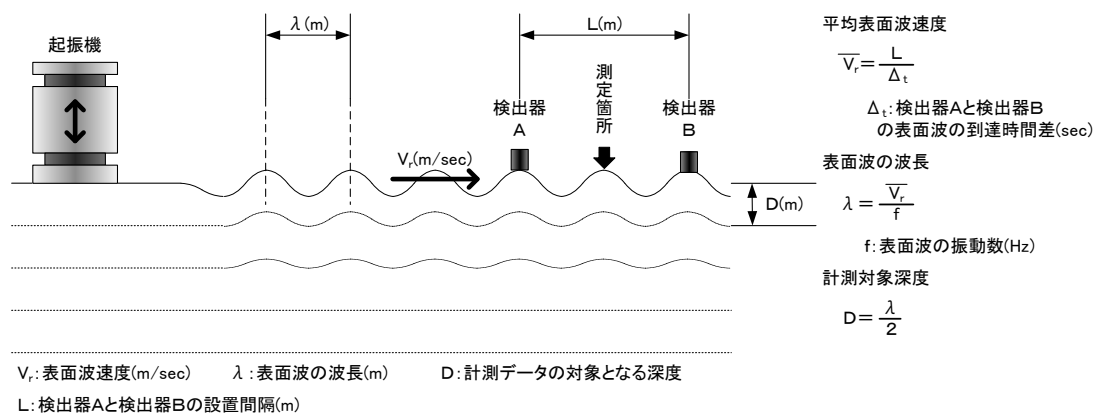 起振機
λ(m)
L(m)
検出器
A
測定箇所
検出器
B
Vr(m/sec)
D(m)
平均表面波速度
Vr=L/Δt
Δt:検出器Aと検出器B
の表面波の到達時間差(sec)
表面波の波長
λ=Vr/f
f:表面波の振動数(Hz)
計測対象深度
D=λ/2
Vr:表面波速度(m/sec) λ:表面波の波長(m) D:計測データの対象となる深度
L:検出器Aと検出器Bの設置間隔(m)